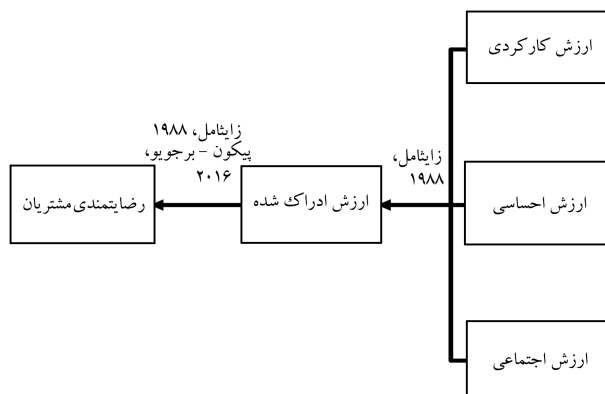 ارزش کارکردی
زایثامل، ۱۹۸۸
پیکون – برجویو،
۲۰۱۶
زایثامل،
۱۹۸۸
ارزش احساسی
ارزش ادراک شده
رضایتمندی مشتریان
ارزش اجتماعی